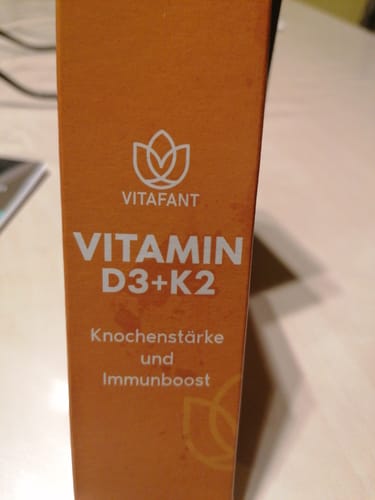 VITAFANT
VITAMIN
D3+K2
Knochenstärke
und
Immunboost